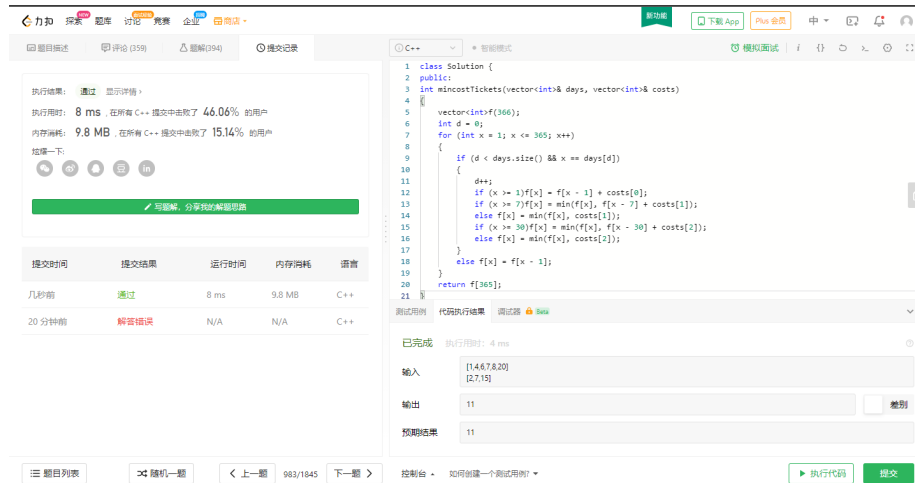 力扣 探索 NEW 题库 讨论 竞赛 企业 商店
新功能 下载 App Plus 会员 中
题目描述 评论 (359) 题解(394) 提交记录
C++ 智能模式 模拟面试 i {}
执行结果： 通过 显示详情 ›
执行用时： 8 ms , 在所有 C++ 提交中击败了 46.06% 的用户
内存消耗： 9.8 MB , 在所有 C++ 提交中击败了 15.14% 的用户
炫耀一下:
写题解，分享我的解题思路
提交时间 提交结果 运行时间 内存消耗 语言
几秒前 通过 8 ms 9.8 MB C++
20 分钟前 解答错误 N/A N/A C++
1 class Solution {
2 public:
3 int mincostTickets(vector<int>& days, vector<int>& costs)
4 {
5 vector<int>f(366);
6 int d = 0;
7 for (int x = 1; x <= 365; x++)
8 {
9 if (d < days.size() && x == days[d])
10 {
11 d++;
12 if (x >= 1)f[x] = f[x - 1] + costs[0];
13 if (x >= 7)f[x] = min(f[x], f[x - 7] + costs[1]);
14 else f[x] = min(f[x], costs[1]);
15 if (x >= 30)f[x] = min(f[x], f[x - 30] + costs[2]);
16 else f[x] = min(f[x], costs[2]);
17 }
18 else f[x] = f[x - 1];
19 }
20 return f[365];
21 }
测试用例 代码执行结果 调试器 Beta
已完成 执行用时：4 ms
输入
[1,4,6,7,8,20]
[2,7,15]
输出 11 差别
预期结果 11
题目列表 随机一题 上一题 983/1845 下一题
控制台 如何创建一个测试用例? 执行代码 提交